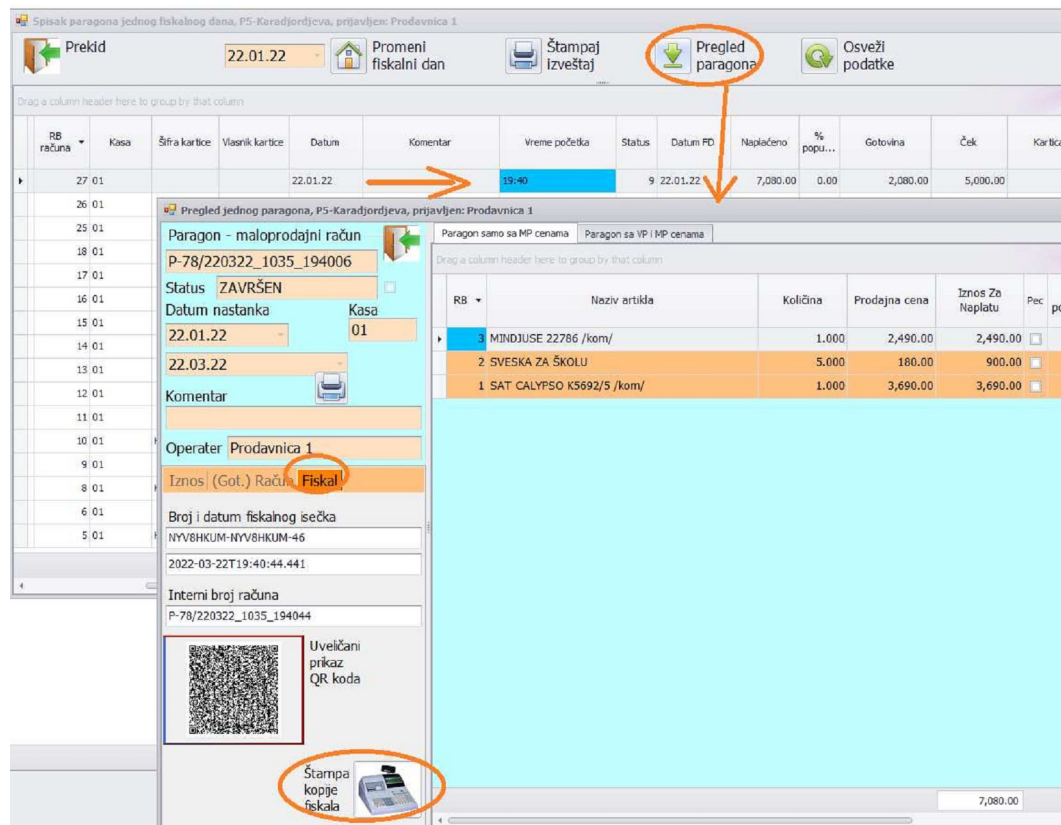 Spisak paragona jednog fiskalnog dana, P5-Karadjordjeva, prijavljen: Prodavnica 1
Prekid
22.01.22
Promeni
fiskalni dan
Štampaj
izveštaj
Pregled
paragona
Osveži
podatke
Drag a column header here to group by that column
RB
računa
Kasa
Šifra kartice
Vlasnik kartice
Datum
Komentar
Vreme početka
Status
Datum FD
Naplaćeno
%
popu...
Gotovina
Ček
Kartica
27 01 22.01.22 19:40 9 22.01.22 7,080.00 0.00 -2,080.00 5,000.00
26 01
25 01
18 01
17 01
16 01
15 01
14 01
13 01
12 01
11 01
10 01
9 01
8 01
6 01
5 01
Pregled jednog paragona, P5-Karadjordjeva, prijavljen: Prodavnica 1
Paragon - maloprodajni račun
P-78/220322_1035_194006
Status ZAVRŠEN
Datum nastanka Kasa
22.01.22 01
22.03.22
Komentar
Operater Prodavnica 1
Iznos (Got.) Račun Fiskal
Broj i datum fiskalnog isečka
NYV8HKUM-NYV8HKUM-46
2022-03-22T19:40:44.441
Interni broj računa
P-78/220322_1035_194044
Uveličani
prikaz
QR koda
Štampa
kopije
fiskala
Paragon samo sa MP cenama Paragon sa VP i MP cenama
Drag a column header here to group by that column
RB
Naziv artikla
Količina
Prodajna cena
Iznos Za
Naplatu
Pec
3 MINDJUSE 22786 /kom/ 1.000 2,490.00 2,490.00
2 SVESKA ZA ŠKOLU 5.000 180.00 900.00
1 SAT CALYPSO K5692/5 /kom/ 1.000 3,690.00 3,690.00
7,080.00